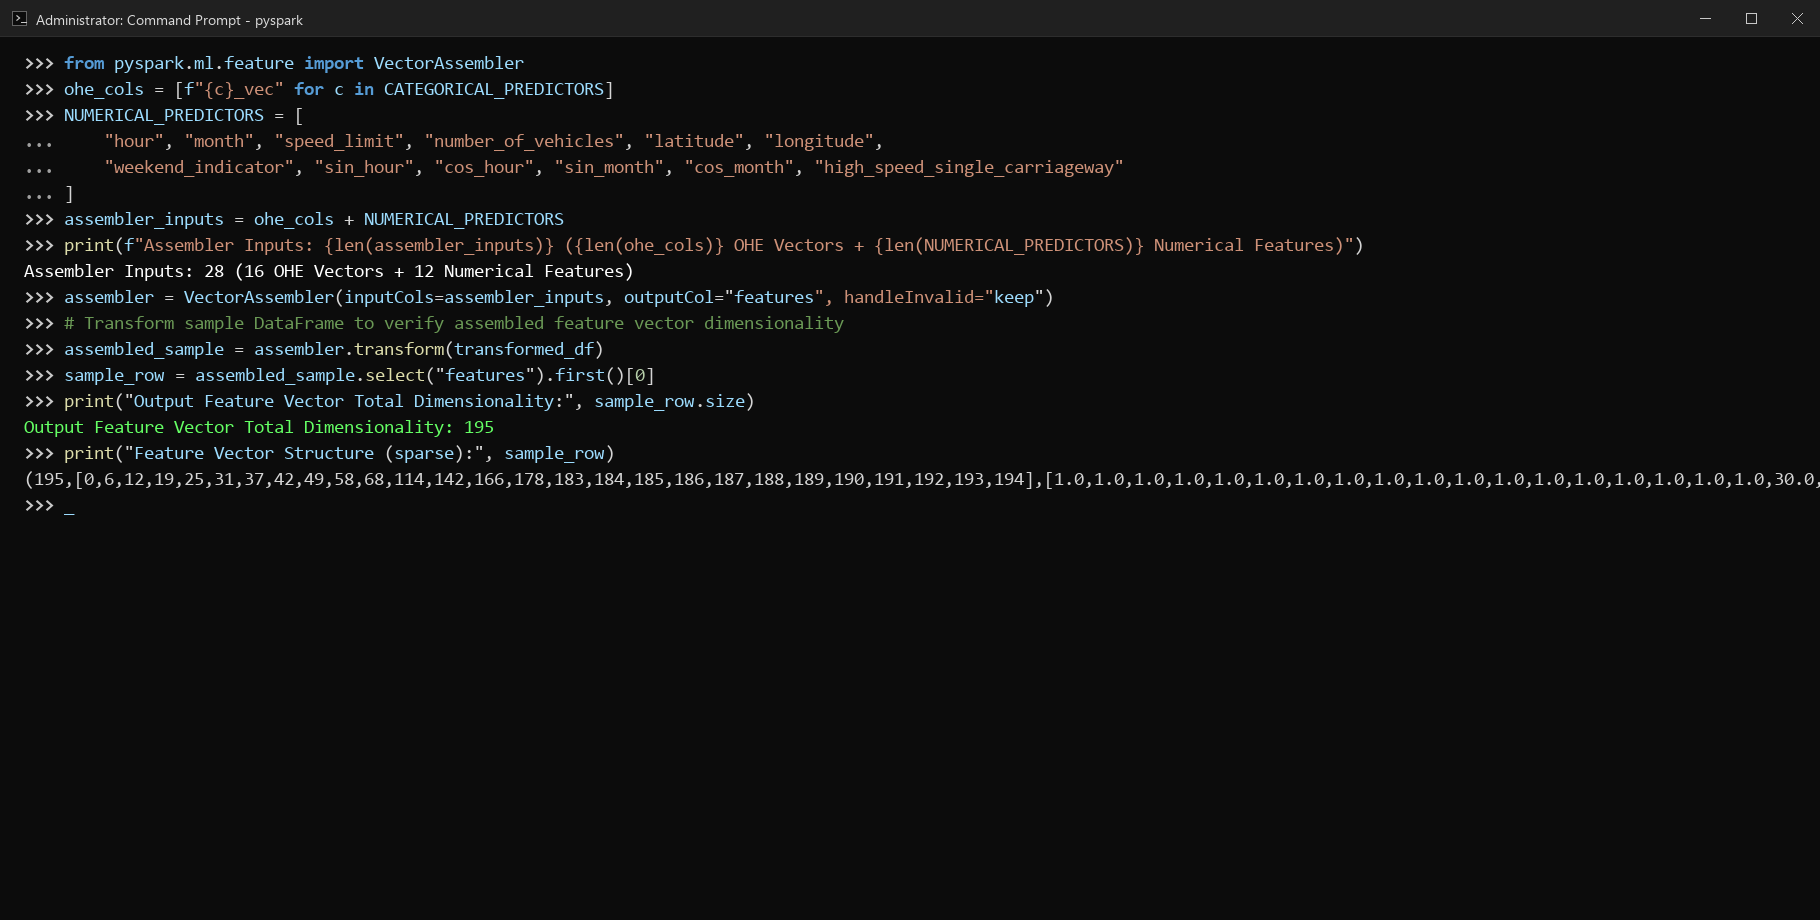 Administrator: Command Prompt - pyspark
>>> from pyspark.ml.feature import VectorAssembler
>>> ohe_cols = [f"{c}_vec" for c in CATEGORICAL_PREDICTORS]
>>> NUMERICAL_PREDICTORS = [
...     "hour", "month", "speed_limit", "number_of_vehicles", "latitude", "longitude",
...     "weekend_indicator", "sin_hour", "cos_hour", "sin_month", "cos_month", "high_speed_single_carriageway"
... ]
>>> assembler_inputs = ohe_cols + NUMERICAL_PREDICTORS
>>> print(f"Assembler Inputs: {len(assembler_inputs)} ({len(ohe_cols)} OHE Vectors + {len(NUMERICAL_PREDICTORS)} Numerical Features)")
Assembler Inputs: 28 (16 OHE Vectors + 12 Numerical Features)
>>> assembler = VectorAssembler(inputCols=assembler_inputs, outputCol="features", handleInvalid="keep")
>>> # Transform sample DataFrame to verify assembled feature vector dimensionality
>>> assembled_sample = assembler.transform(transformed_df)
>>> sample_row = assembled_sample.select("features").first()[0]
>>> print("Output Feature Vector Total Dimensionality:", sample_row.size)
Output Feature Vector Total Dimensionality: 195
>>> print("Feature Vector Structure (sparse):", sample_row)
(195,[0,6,12,19,25,31,37,42,49,58,68,114,142,166,178,183,184,185,186,187,188,189,190,191,192,193,194],[1.0,1.0,1.0,1.0,1.0,1.0,1.0,1.0,1.0,1.0,1.0,1.0,1.0,1.0,1.0,1.0,1.0,1.0,30.0,
>>> _